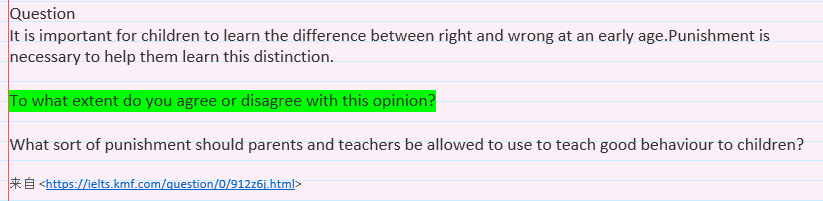 Question
It is important for children to learn the difference between right and wrong at an early age.Punishment is
necessary to help them learn this distinction.
To what extent do you agree or disagree with this opinion?
What sort of punishment should parents and teachers be allowed to use to teach good behaviour to children?
来自 <https://ielts.kmf.com/question/0/912z6j.html>